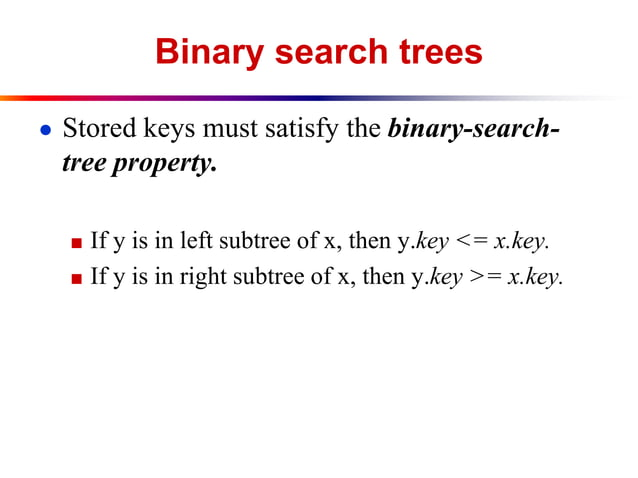 Binary search trees
● Stored keys must satisfy the binary-search-
tree property.
■ If y is in left subtree of x, then y.key <= x.key.
■ If y is in right subtree of x, then y.key >= x.key.